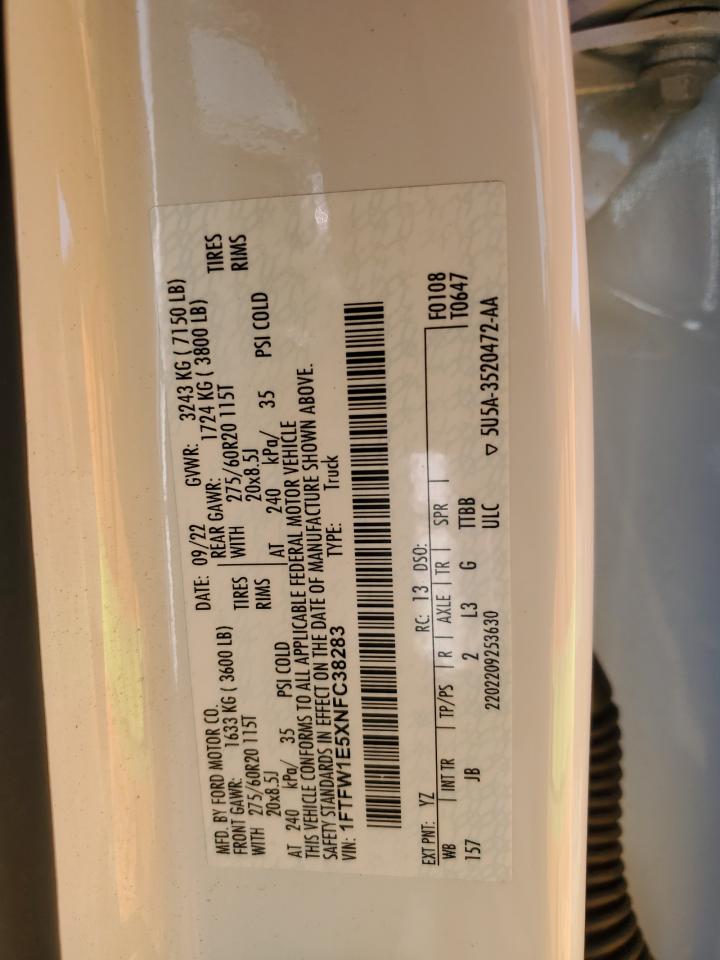 MFD. BY FORD MOTOR CO. DATE: 09/22 GVWR: 3243 KG ( 7150 LB)
FRONT GAWR: 1633 KG ( 3600 LB) REAR GAWR: 1724 KG ( 3800 LB)
WITH 275/60R20 115T TIRES WITH 275/60R20 115T TIRES
20x8.5J RIMS 20x8.5J RIMS
AT 240 kPa/ 35 PSI COLD AT 240 kPa/ 35 PSI COLD
THIS VEHICLE CONFORMS TO ALL APPLICABLE FEDERAL MOTOR VEHICLE
SAFETY STANDARDS IN EFFECT ON THE DATE OF MANUFACTURE SHOWN ABOVE.
VIN: 1FTFW1E5XNFC38283 TYPE: Truck
EXT PNT: YZ RC: 13 DSO: F0108
WB INT TR TP/PS R AXLE TR SPR T0647
157 JB 2 L3 G TTBB
2202209253630 ULC ▽ 5U5A-3520472-AA